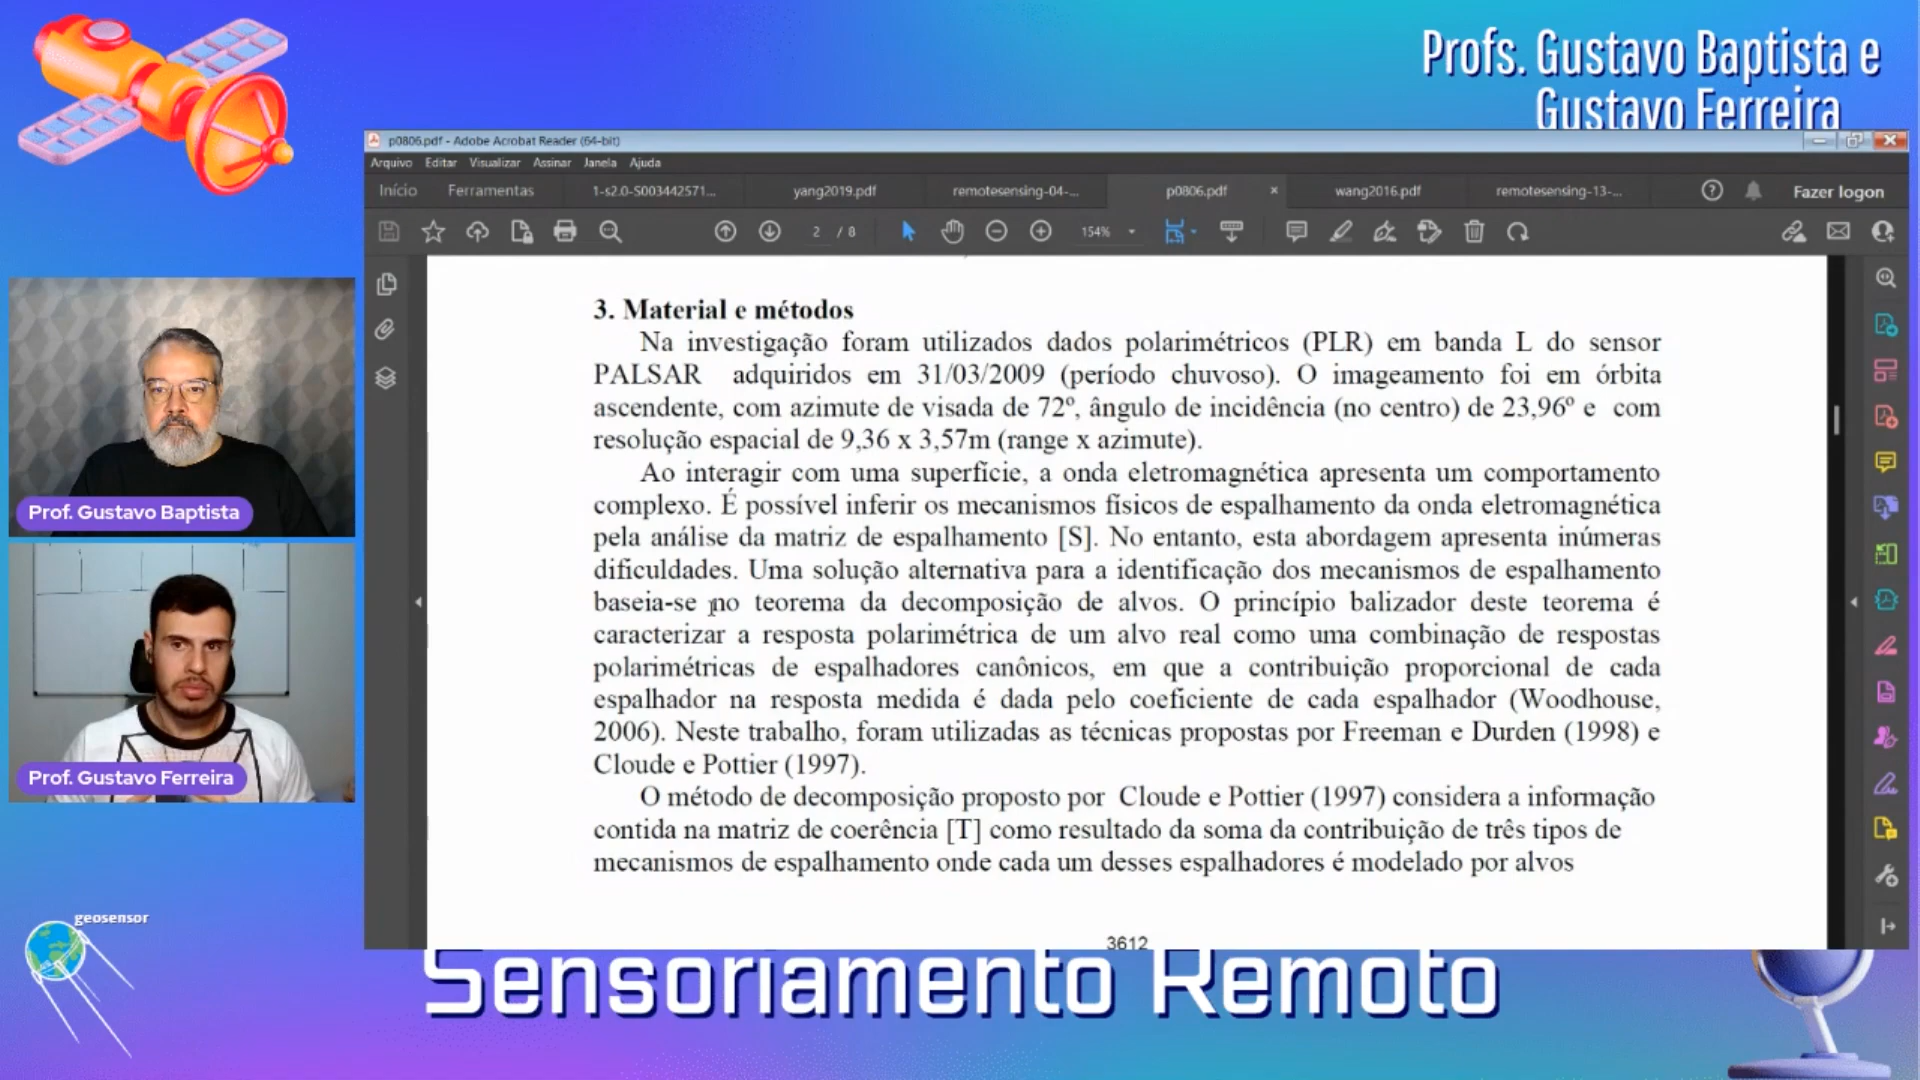 Profs. Gustavo Baptista e
Gustavo Ferreira
p0806.pdf - Adobe Acrobat Reader (64-bit)
Arquivo Editar Visualizar Assinar Janela Ajuda
Início Ferramentas 1-s2.0-S003442571... yang2019.pdf remotesensing-04-... p0806.pdf × wang2016.pdf remotesensing-13-... Fazer logon
2 / 8 154%
3. Material e métodos
Na investigação foram utilizados dados polarimétricos (PLR) em banda L do sensor
PALSAR adquiridos em 31/03/2009 (período chuvoso). O imageamento foi em órbita
ascendente, com azimute de visada de 72º, ângulo de incidência (no centro) de 23,96º e com
resolução espacial de 9,36 x 3,57m (range x azimute).
Ao interagir com uma superfície, a onda eletromagnética apresenta um comportamento
complexo. É possível inferir os mecanismos físicos de espalhamento da onda eletromagnética
pela análise da matriz de espalhamento [S]. No entanto, esta abordagem apresenta inúmeras
dificuldades. Uma solução alternativa para a identificação dos mecanismos de espalhamento
baseia-se no teorema da decomposição de alvos. O princípio balizador deste teorema é
caracterizar a resposta polarimétrica de um alvo real como uma combinação de respostas
polarimétricas de espalhadores canônicos, em que a contribuição proporcional de cada
espalhador na resposta medida é dada pelo coeficiente de cada espalhador (Woodhouse,
2006). Neste trabalho, foram utilizadas as técnicas propostas por Freeman e Durden (1998) e
Cloude e Pottier (1997).
O método de decomposição proposto por Cloude e Pottier (1997) considera a informação
contida na matriz de coerência [T] como resultado da soma da contribuição de três tipos de
mecanismos de espalhamento onde cada um desses espalhadores é modelado por alvos
3612
Prof. Gustavo Baptista
Prof. Gustavo Ferreira
geosensor
Sensoriamento Remoto